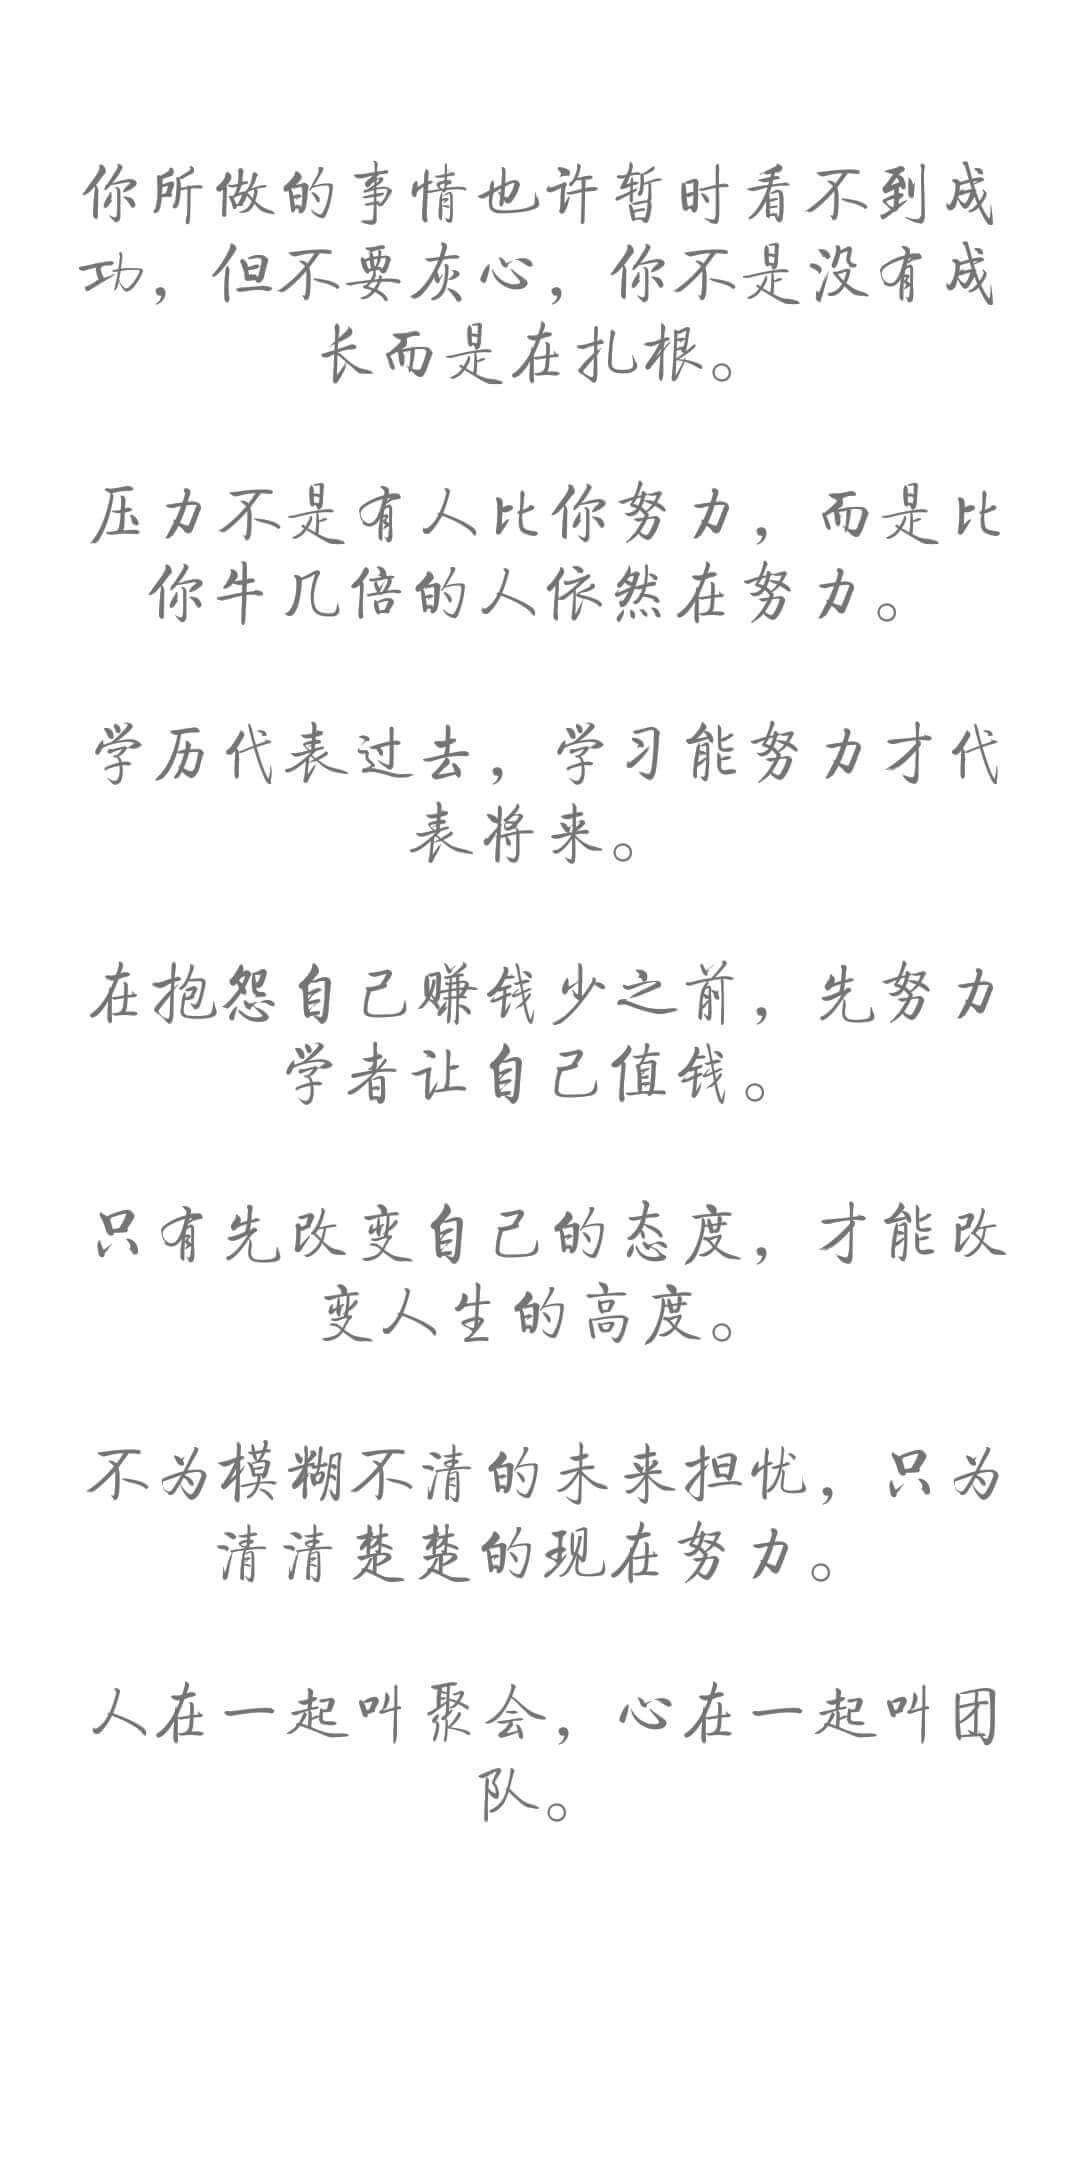 你所做的事情也许暂时看不到成
功，但不要灰心，你不是没有成
长而是在扎根。
压力不是有人比你努力，而是比
你牛几倍的人依然在努力。
学历代表过去，学习能努力才代
表将来。
在抱怨自己赚钱少之前，先努力
学者让自己值钱。
只有先改变自己的态度，才能改
变人生的高度。
不为模糊不清的未来担忧，只为
清清楚楚的现在努力。
人在一起叫聚会，心在一起叫团
队。